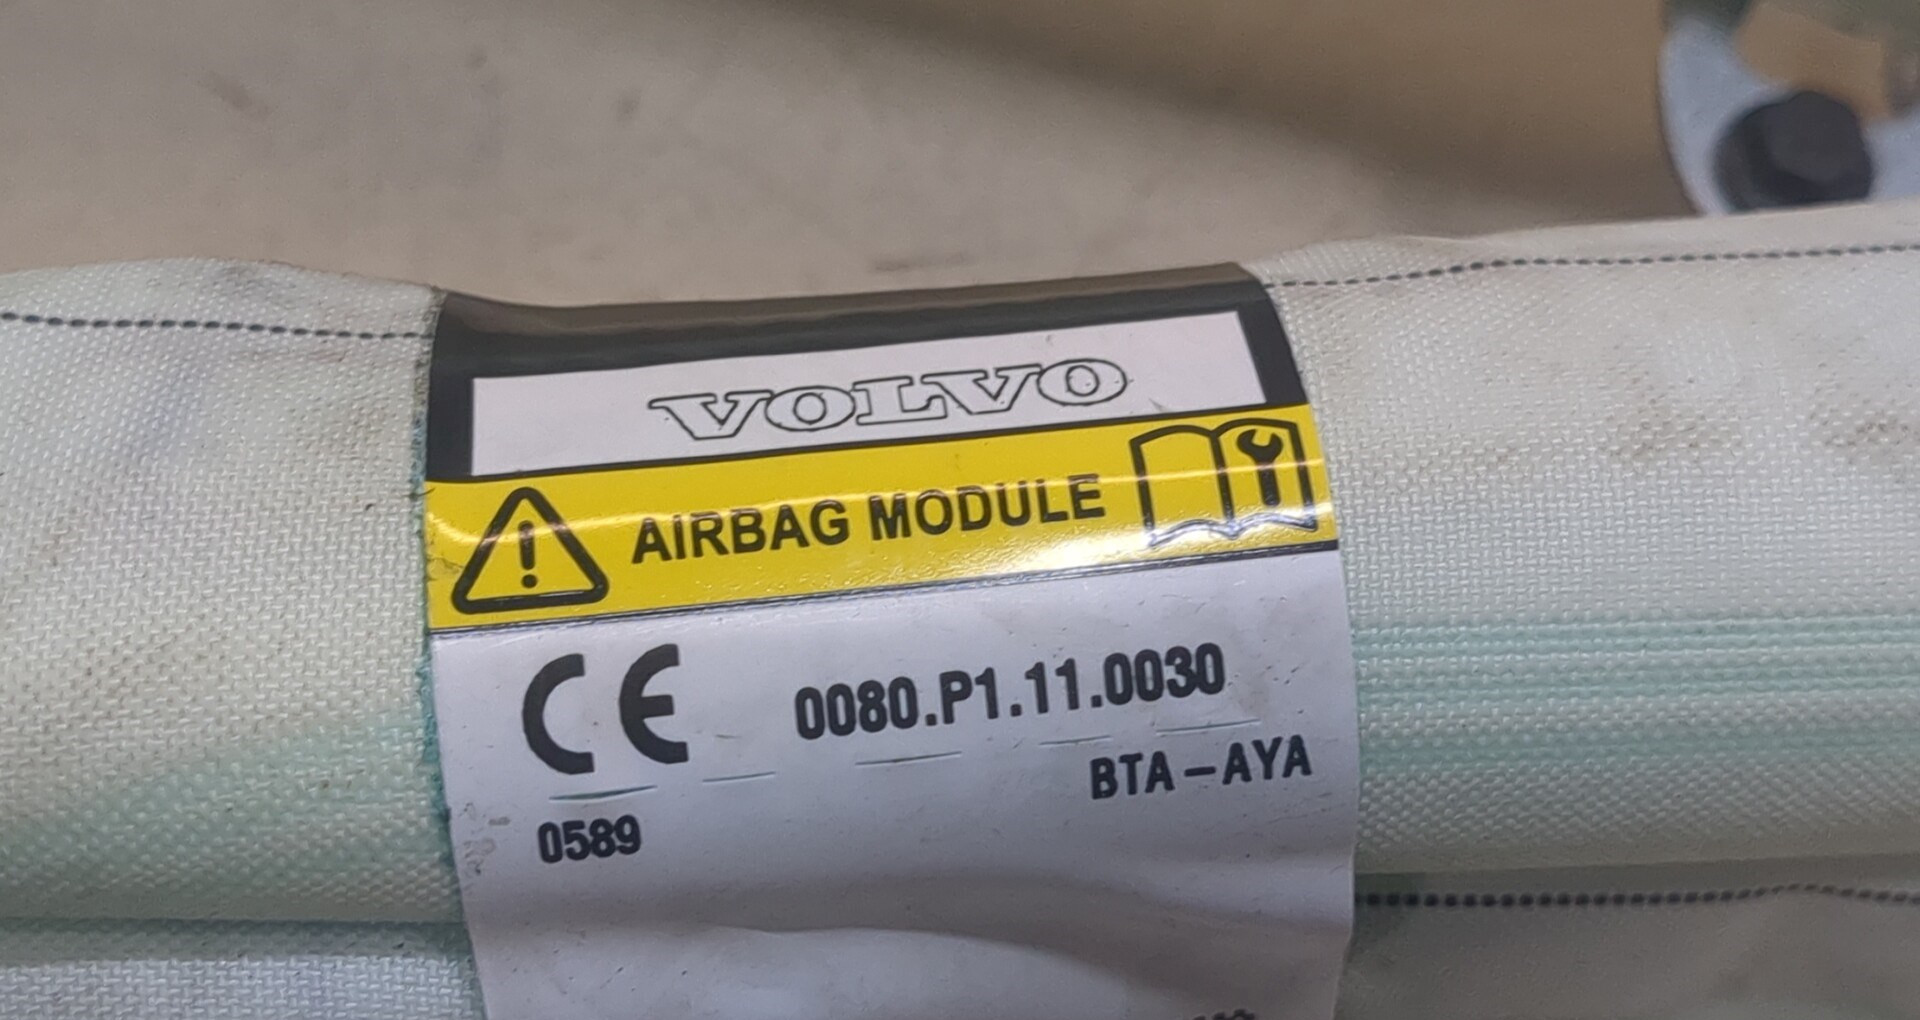 VOLVO
AIRBAG MODULE
CE 0080.P1.11.0030
BTA-AYA
0589